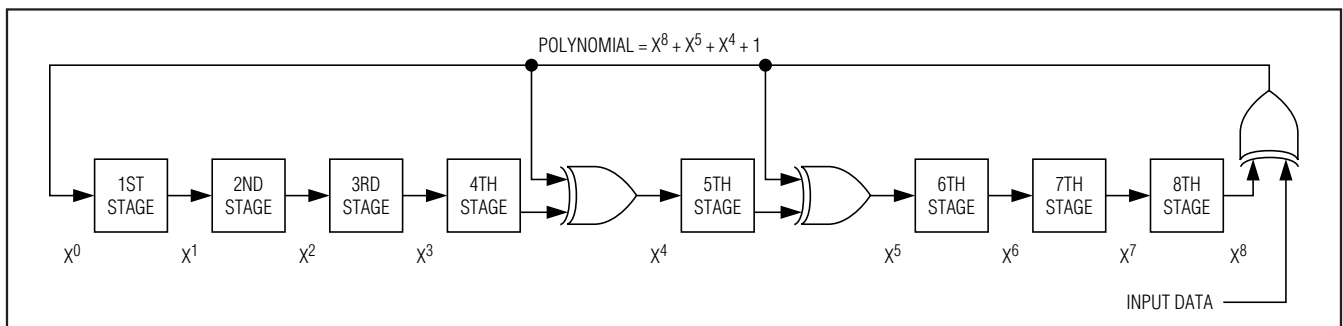 POLYNOMIAL = X⁸ + X⁵ + X⁴ + 1
1ST
STAGE
2ND
STAGE
3RD
STAGE
4TH
STAGE
5TH
STAGE
6TH
STAGE
7TH
STAGE
8TH
STAGE
X⁰
X¹
X²
X³
X⁴
X⁵
X⁶
X⁷
X⁸
INPUT DATA